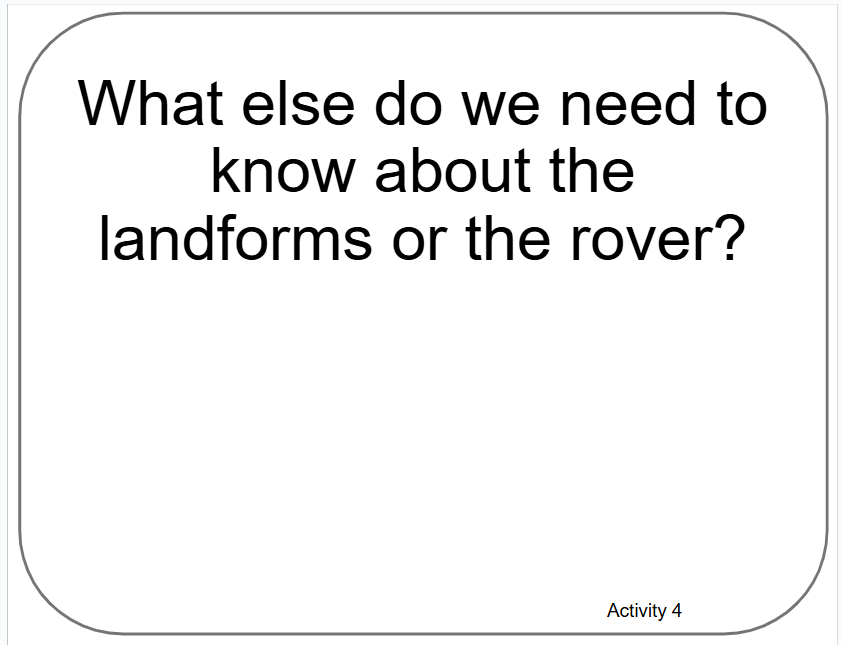 What else do we need to
know about the
landforms or the rover?
Activity 4